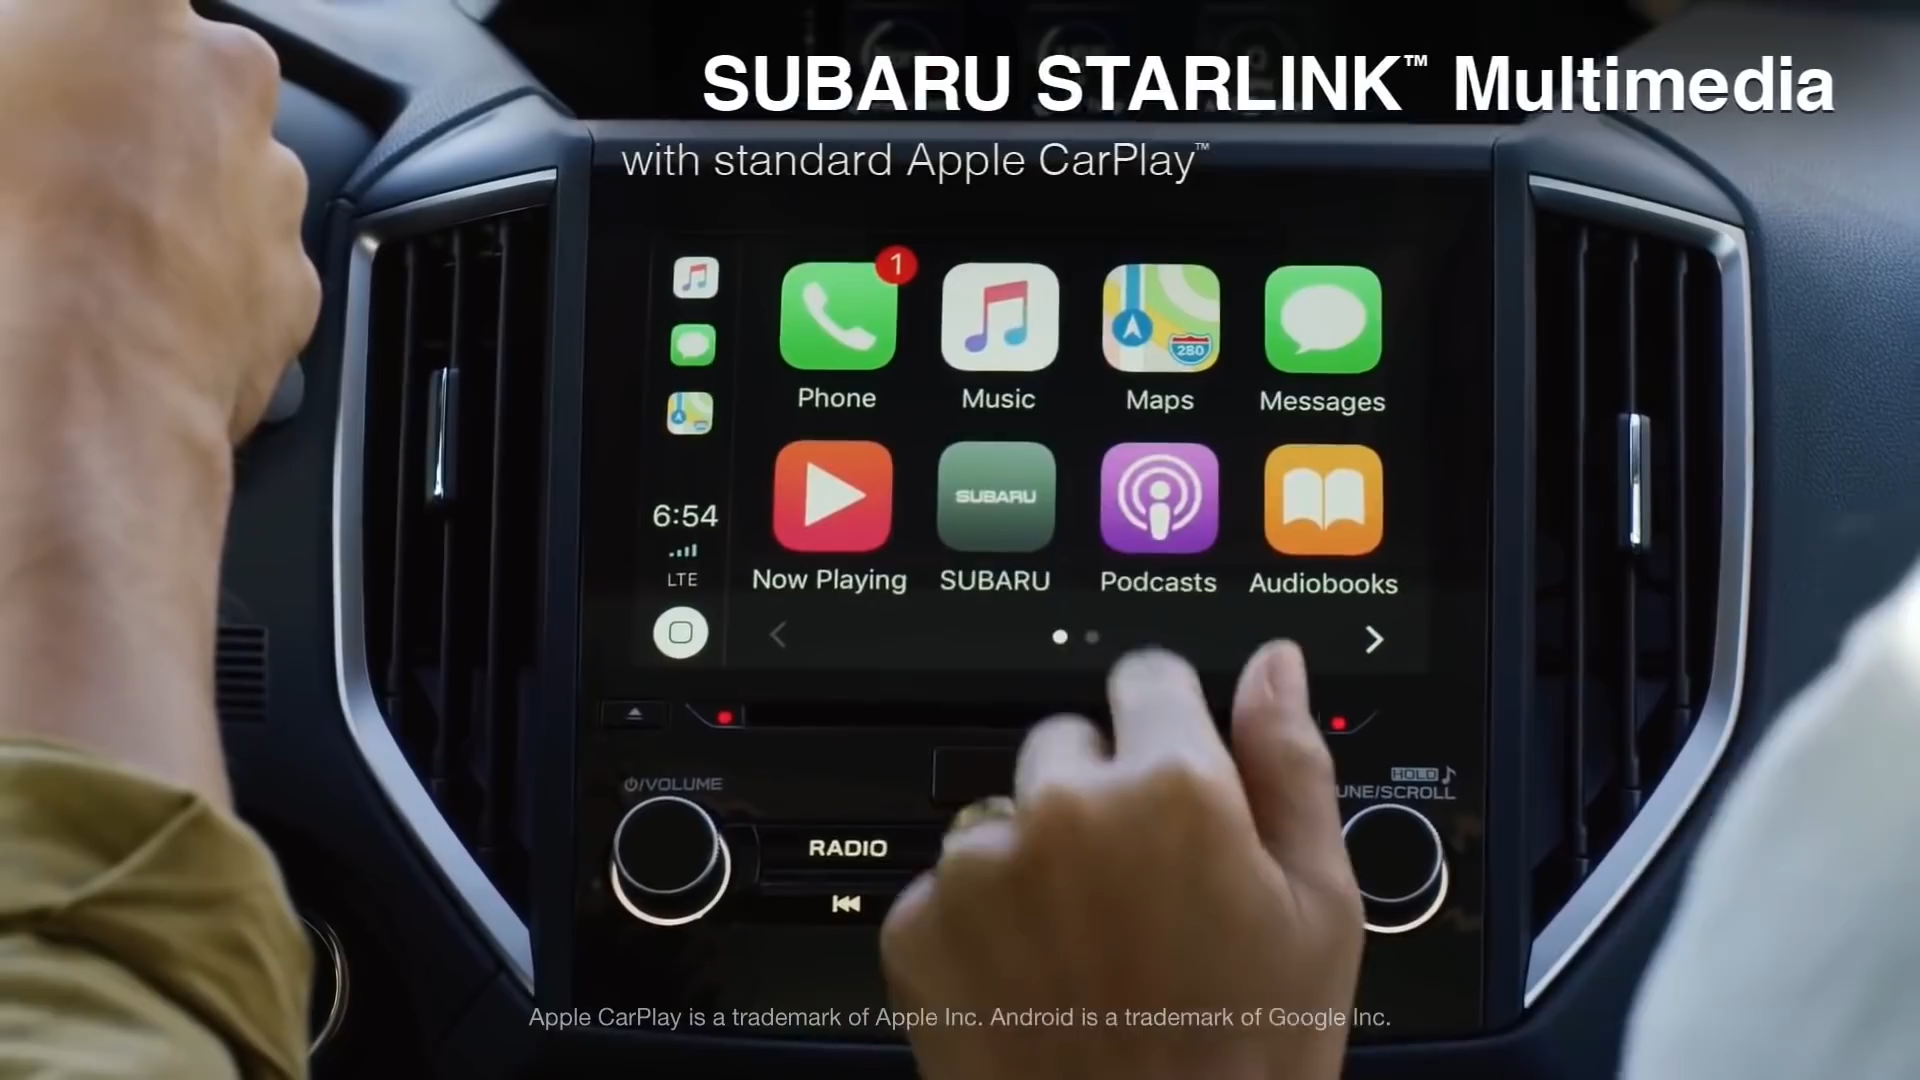 SUBARU STARLINK™ Multimedia
with standard Apple CarPlay™
1
280
Phone Music Maps Messages
SUBARU
6:54
LTE
Now Playing SUBARU Podcasts Audiobooks
/VOLUME
HOLD
UNE/SCROLL
RADIO
Apple CarPlay is a trademark of Apple Inc. Android is a trademark of Google Inc.